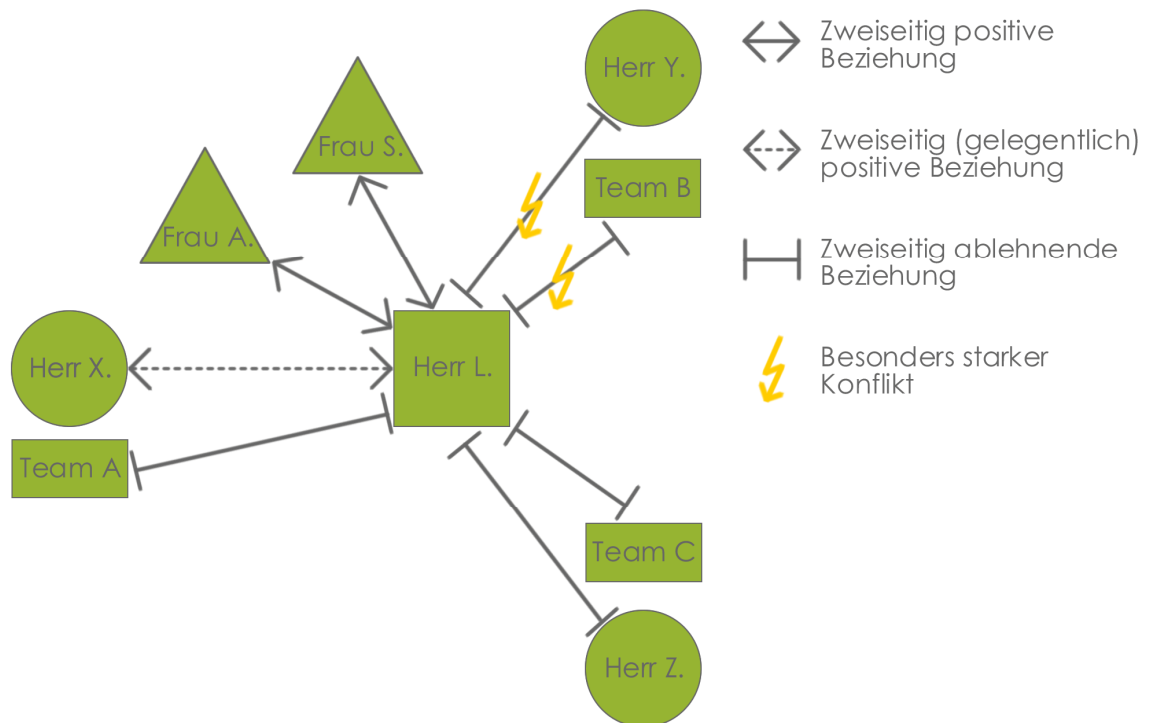 Herr Y.
Frau S.
Team B
Frau A.
Herr X.
Herr L.
Team A
Team C
Herr Z.
Zweiseitig positive
Beziehung
Zweiseitig (gelegentlich)
positive Beziehung
Zweiseitig ablehnende
Beziehung
Besonders starker
Konflikt